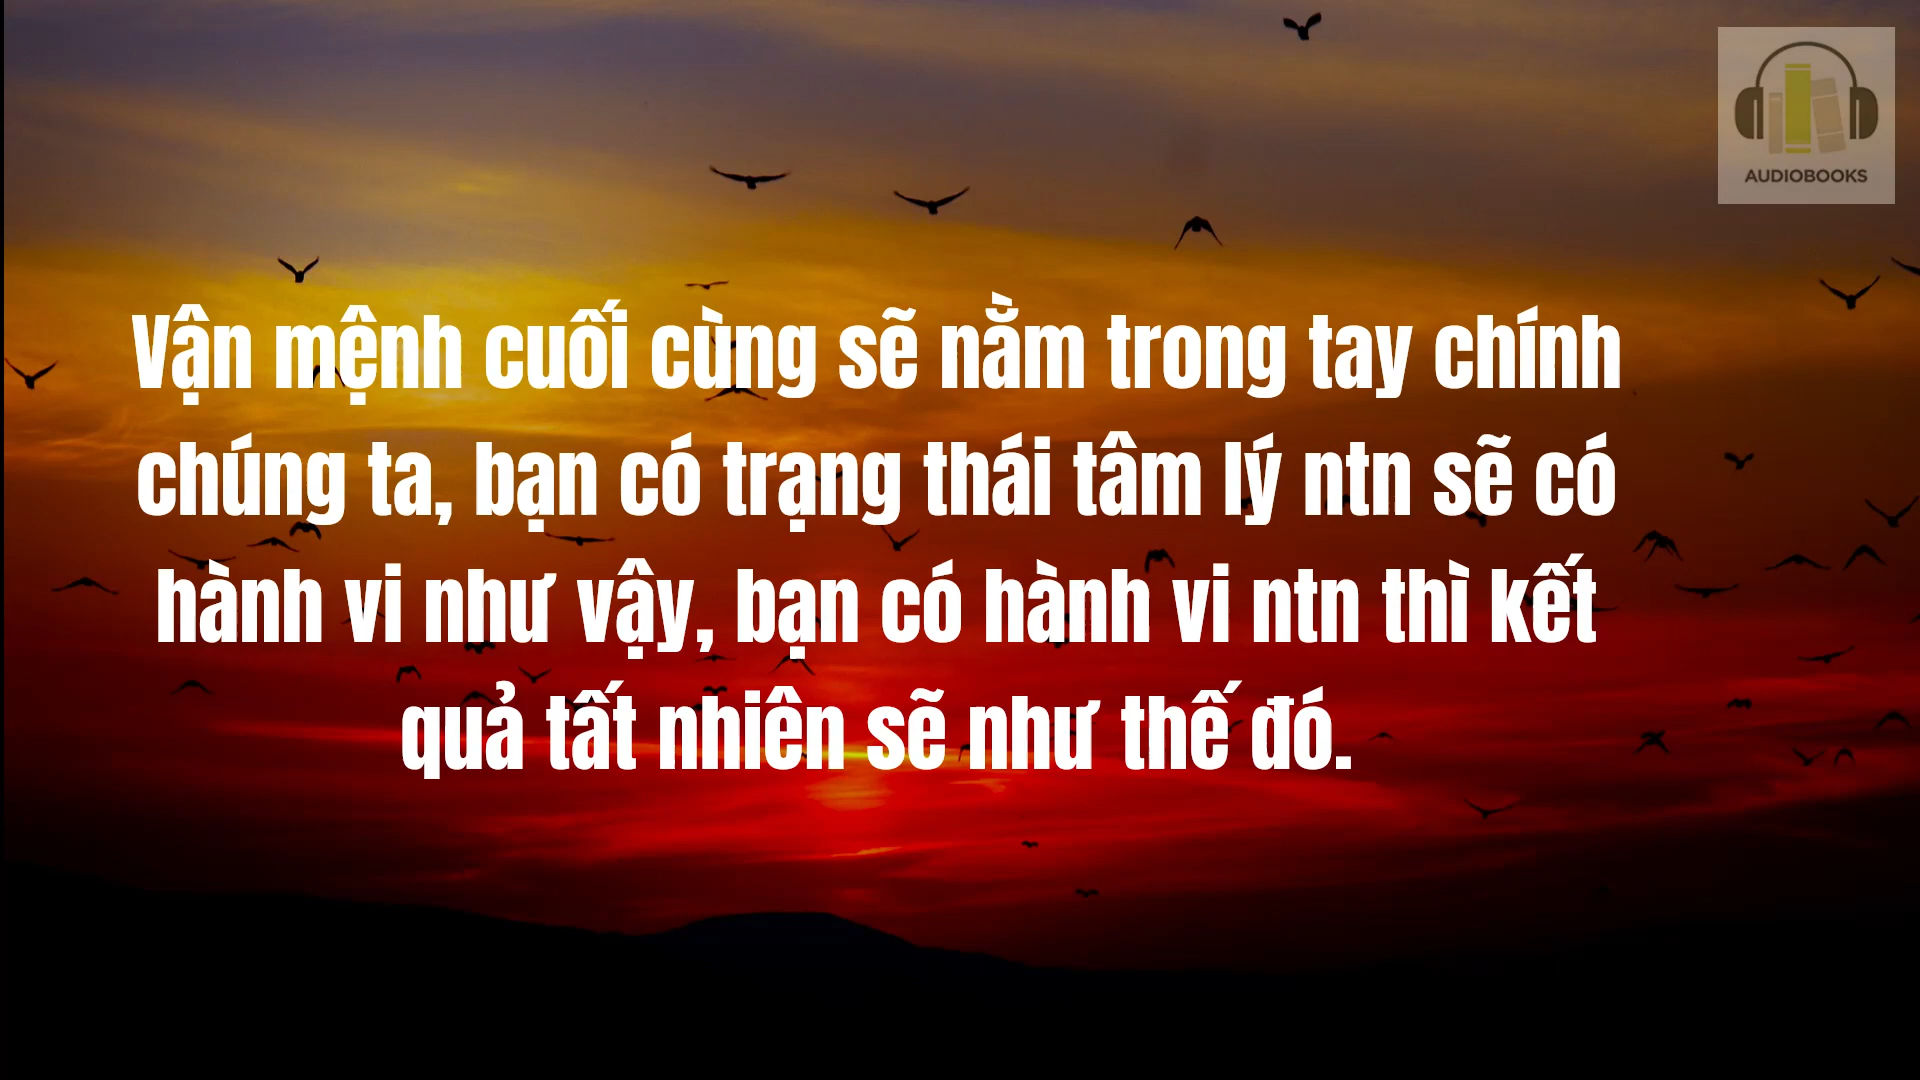 AUDIOBOOKS
Vận mệnh cuối cùng sẽ nằm trong tay chính
chúng ta, bạn có trạng thái tâm lý ntn sẽ có
hành vi như vậy, bạn có hành vi ntn thì kết
quả tất nhiên sẽ như thế đó.